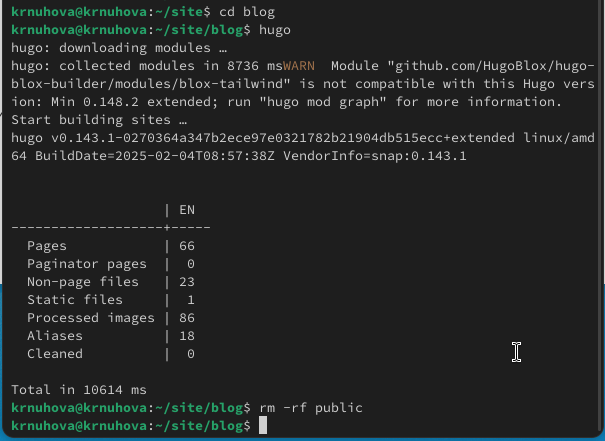 krnuhova@krnuhova:~/site$ cd blog
krnuhova@krnuhova:~/site/blog$ hugo
hugo: downloading modules …
hugo: collected modules in 8736 msWARN  Module "github.com/HugoBlox/hugo-
blox-builder/modules/blox-tailwind" is not compatible with this Hugo vers
ion: Min 0.148.2 extended; run "hugo mod graph" for more information.
Start building sites …
hugo v0.143.1-0270364a347b2ece97e0321782b21904db515ecc+extended linux/amd
64 BuildDate=2025-02-04T08:57:38Z VendorInfo=snap:0.143.1
                   | EN
-------------------+-----
  Pages            | 66
  Paginator pages  |  0
  Non-page files   | 23
  Static files     |  1
  Processed images | 86
  Aliases          | 18
  Cleaned          |  0
Total in 10614 ms
krnuhova@krnuhova:~/site/blog$ rm -rf public
krnuhova@krnuhova:~/site/blog$